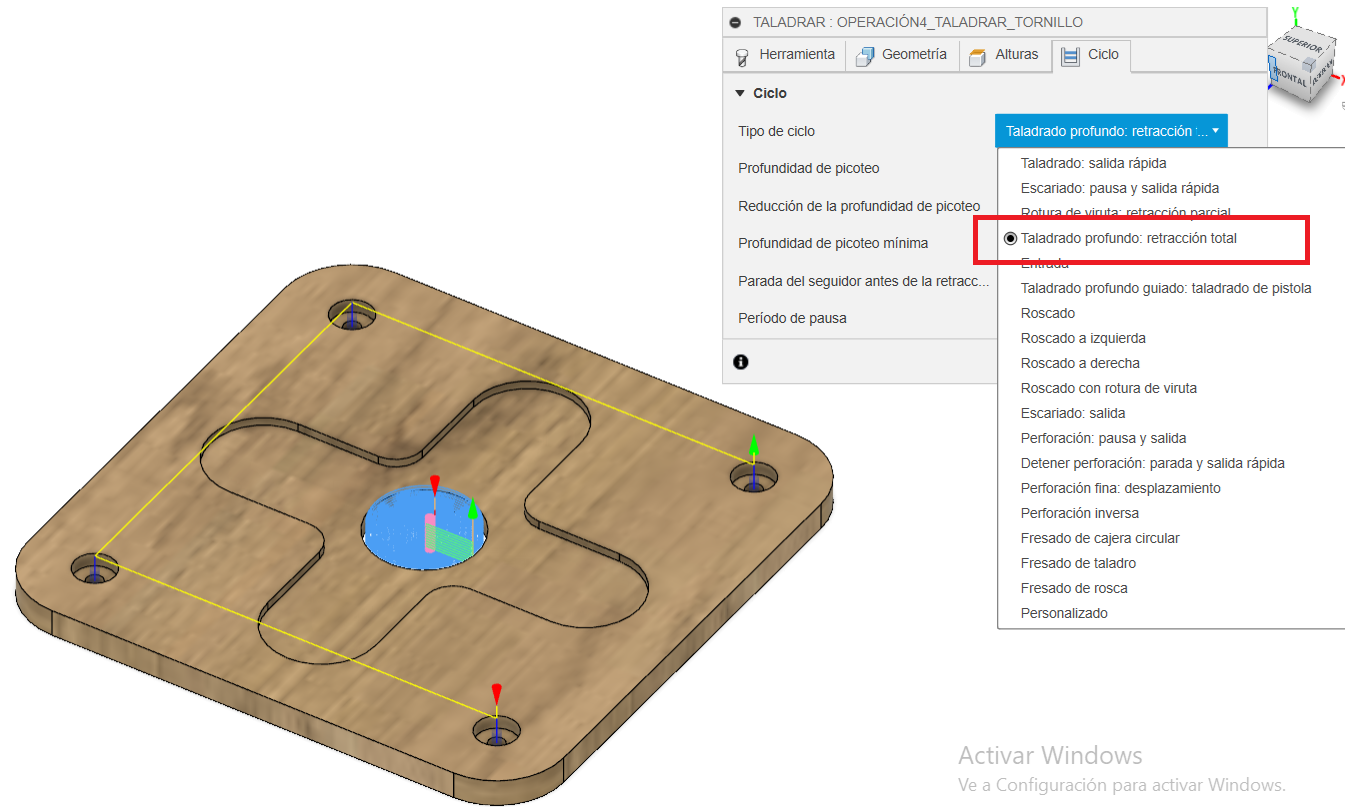 TALADRAR : OPERACIÓN4_TALADRAR_TORNILLO
Herramienta Geometría Alturas Ciclo
Ciclo
Tipo de ciclo
Taladrado profundo: retracción ...
Profundidad de picoteo
Reducción de la profundidad de picoteo
Profundidad de picoteo mínima
Parada del seguidor antes de la retracc...
Período de pausa
Taladrado: salida rápida
Escariado: pausa y salida rápida
Rotura de viruta: retracción parcial
Taladrado profundo: retracción total
Entrada
Taladrado profundo guiado: taladrado de pistola
Roscado
Roscado a izquierda
Roscado a derecha
Roscado con rotura de viruta
Escariado: salida
Perforación: pausa y salida
Detener perforación: parada y salida rápida
Perforación fina: desplazamiento
Perforación inversa
Fresado de cajera circular
Fresado de taladro
Fresado de rosca
Personalizado
Y
SUPERIOR
FRONTAL
X
Activar Windows
Ve a Configuración para activar Windows.